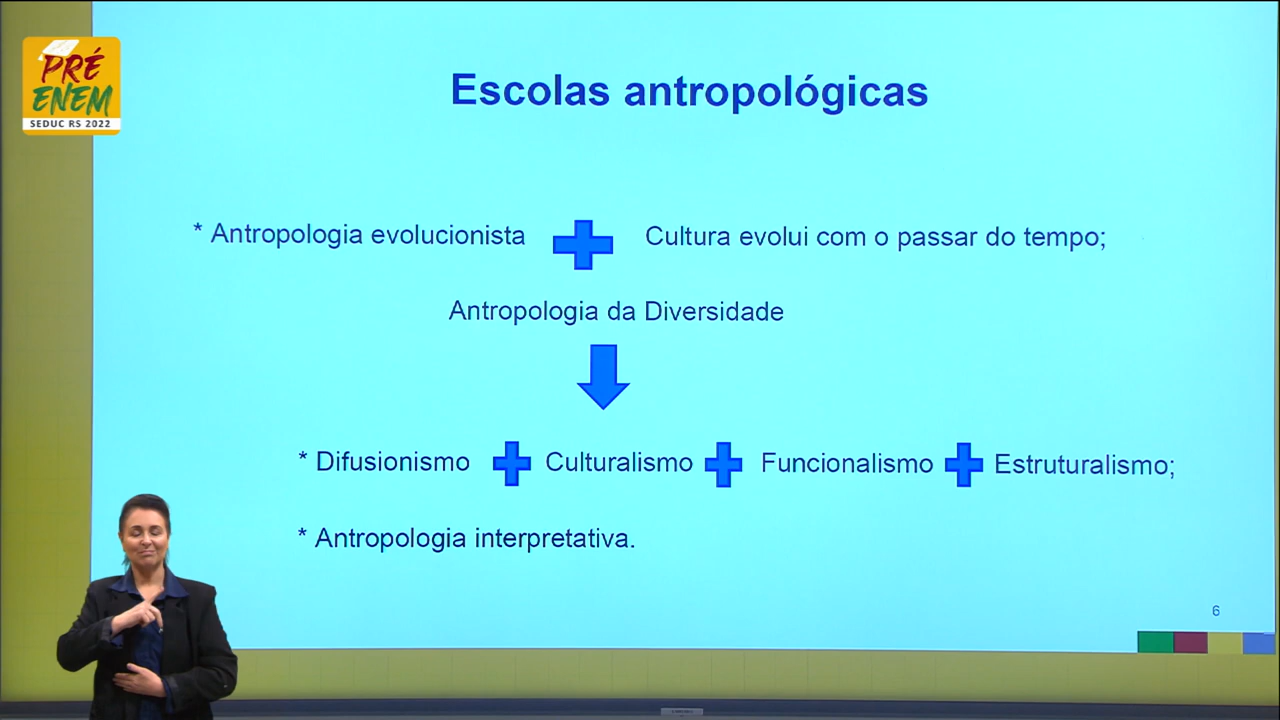 PRÉ
ENEM
SEDUC RS 2022
Escolas antropológicas
* Antropologia evolucionista Cultura evolui com o passar do tempo;
Antropologia da Diversidade
* Difusionismo Culturalismo Funcionalismo Estruturalismo;
* Antropologia interpretativa.
6